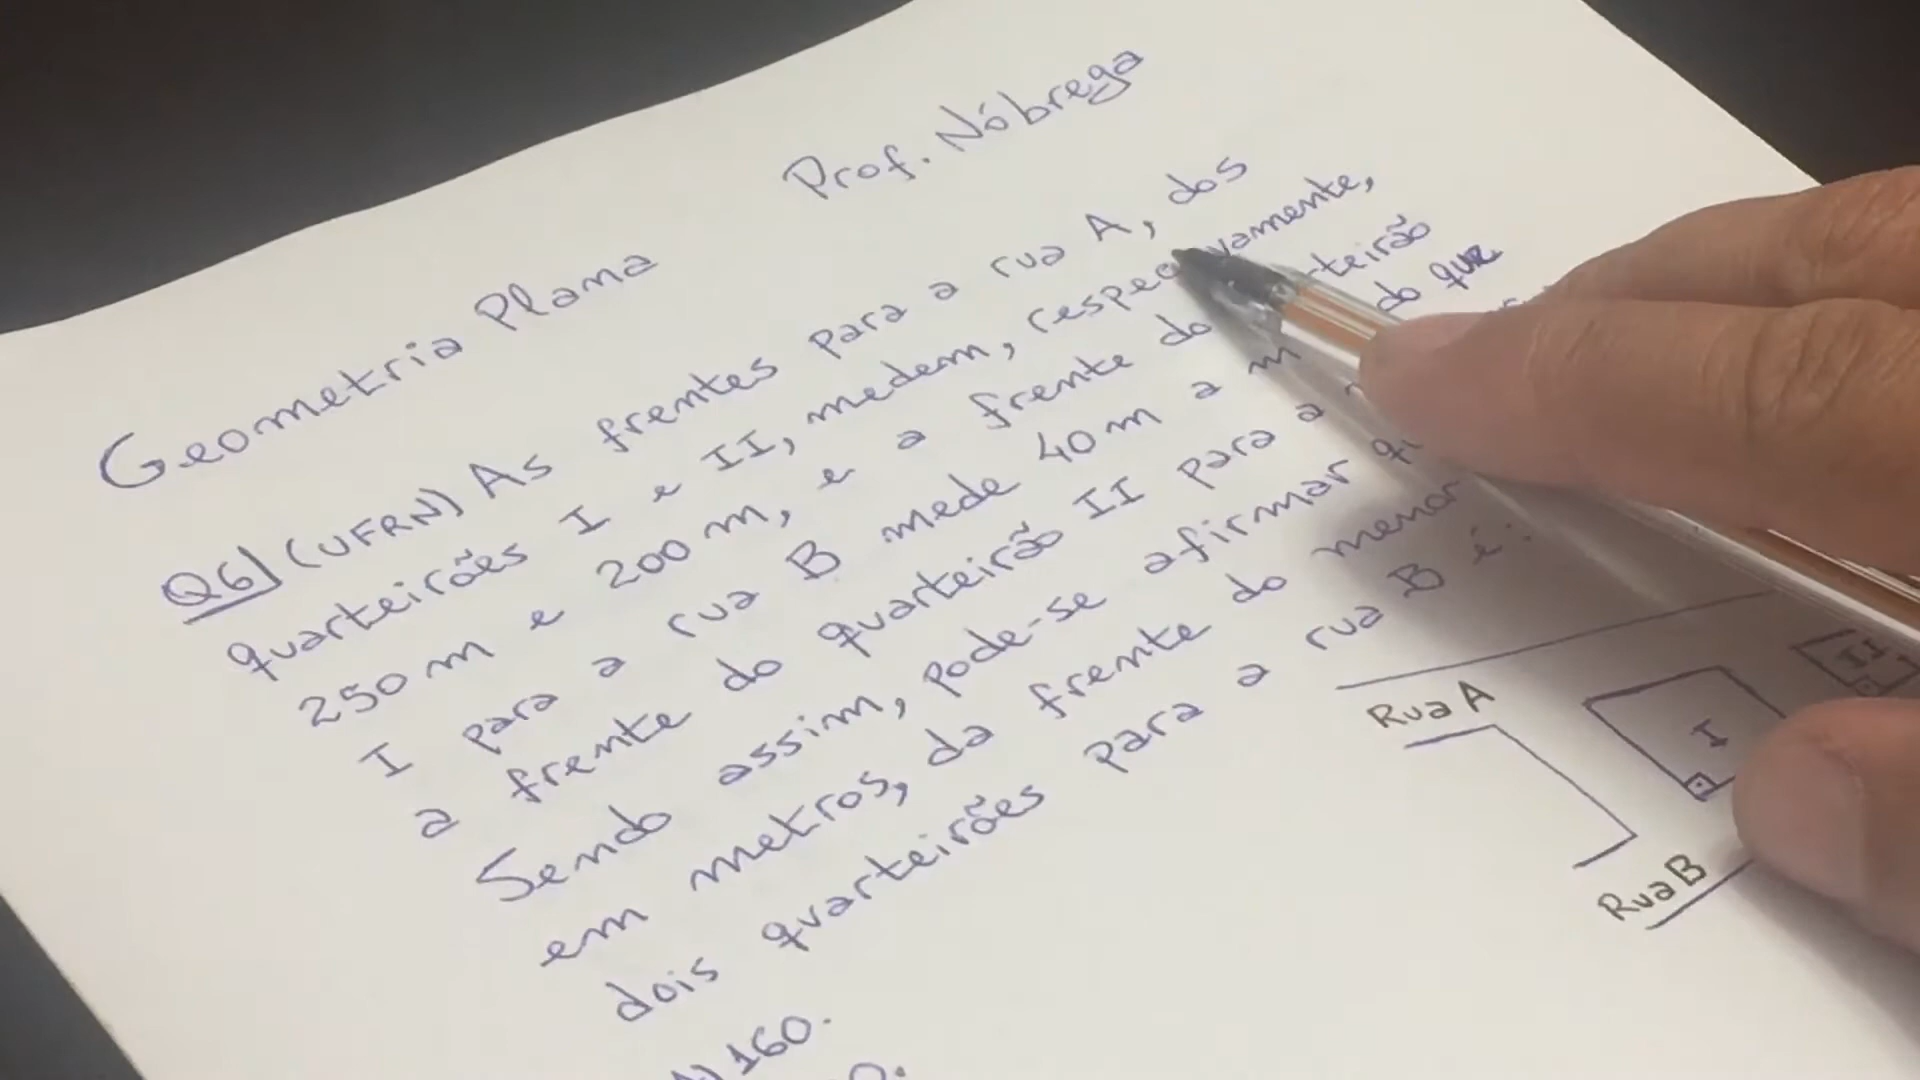 Geometria Plana
Prof. Nóbrega
Q6) (UFRN) As frentes para a rua A, dos
quarteirões I e II, medem, respectivamente,
250 m e 200 m, e a frente do quarteirão
I para a rua B mede 40 m a do que
a frente do quarteirão II para a
Sendo assim, pode-se afirmar
em metros, da frente do menor
dois quarteirões para a rua B é:
A) 160.
Rua A
I
II
Rua B